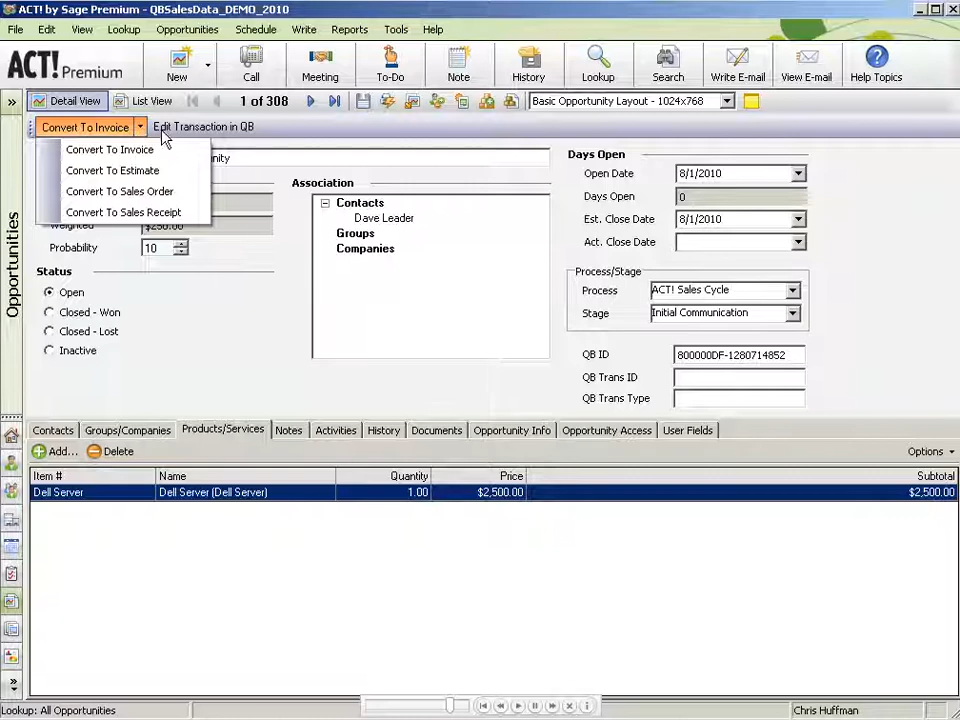 ACT! by Sage Premium - QBSalesData_DEMO_2010
File Edit View Lookup Opportunities Schedule Write Reports Tools Help
ACT! Premium
New Call Meeting To-Do Note History Lookup Search Write E-mail View E-mail Help Topics
» Detail View List View 1 of 308 Basic Opportunity Layout - 1024x768
Convert To Invoice Edit Transaction in QB
Convert To Invoice
Convert To Estimate
Convert To Sales Order
Convert To Sales Receipt
Opportunities
nity
Weighted $250.00
Probability 10
Status
Open
Closed - Won
Closed - Lost
Inactive
Association
Contacts
Dave Leader
Groups
Companies
Days Open
Open Date 8/1/2010
Days Open 0
Est. Close Date 8/1/2010
Act. Close Date
Process/Stage
Process ACT! Sales Cycle
Stage Initial Communication
QB ID 800000DF-1280714852
QB Trans ID
QB Trans Type
Contacts Groups/Companies Products/Services Notes Activities History Documents Opportunity Info Opportunity Access User Fields
Add... Delete Options
Item # Name Quantity Price Subtotal
Dell Server Dell Server (Dell Server) 1.00 $2,500.00 $2,500.00
Lookup: All Opportunities Chris Huffman